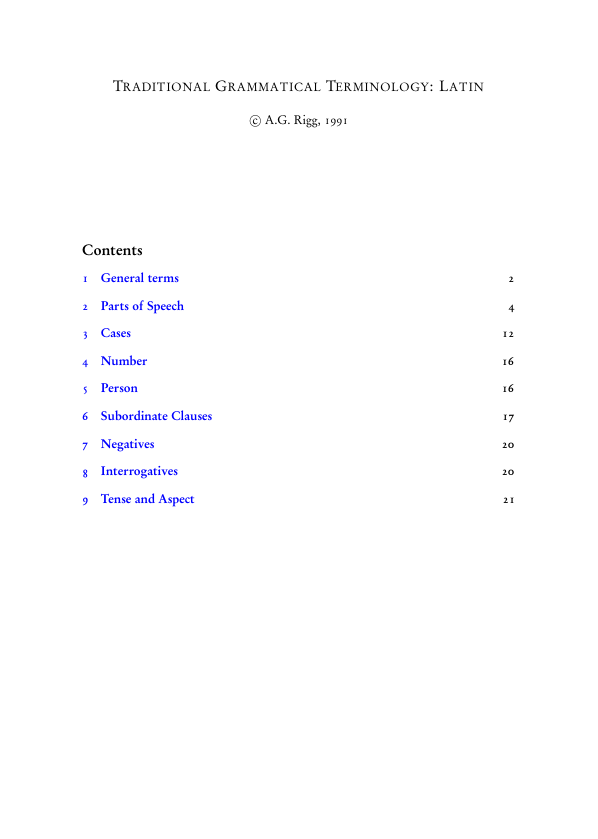 Traditional Grammatical Terminology: Latin
© A.G. Rigg, 1991
Contents
1 General terms 2
2 Parts of Speech 4
3 Cases 12
4 Number 16
5 Person 16
6 Subordinate Clauses 17
7 Negatives 20
8 Interrogatives 20
9 Tense and Aspect 21